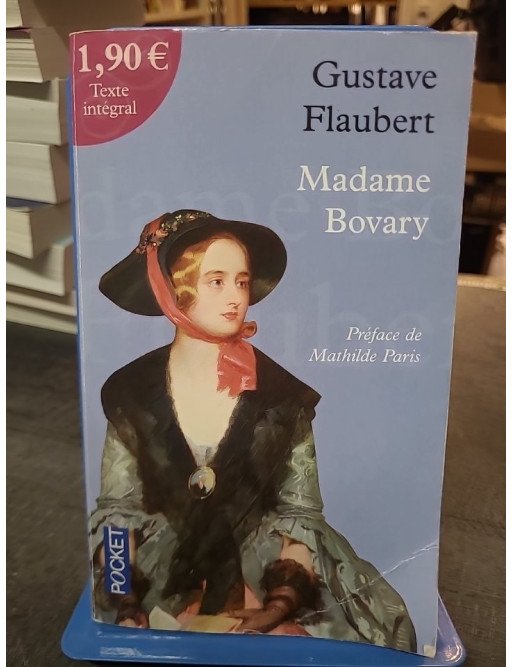 1,90 €
Texte
intégral
Gustave
Flaubert
Madame
Bovary
Préface de
Mathilde Paris
POCKET